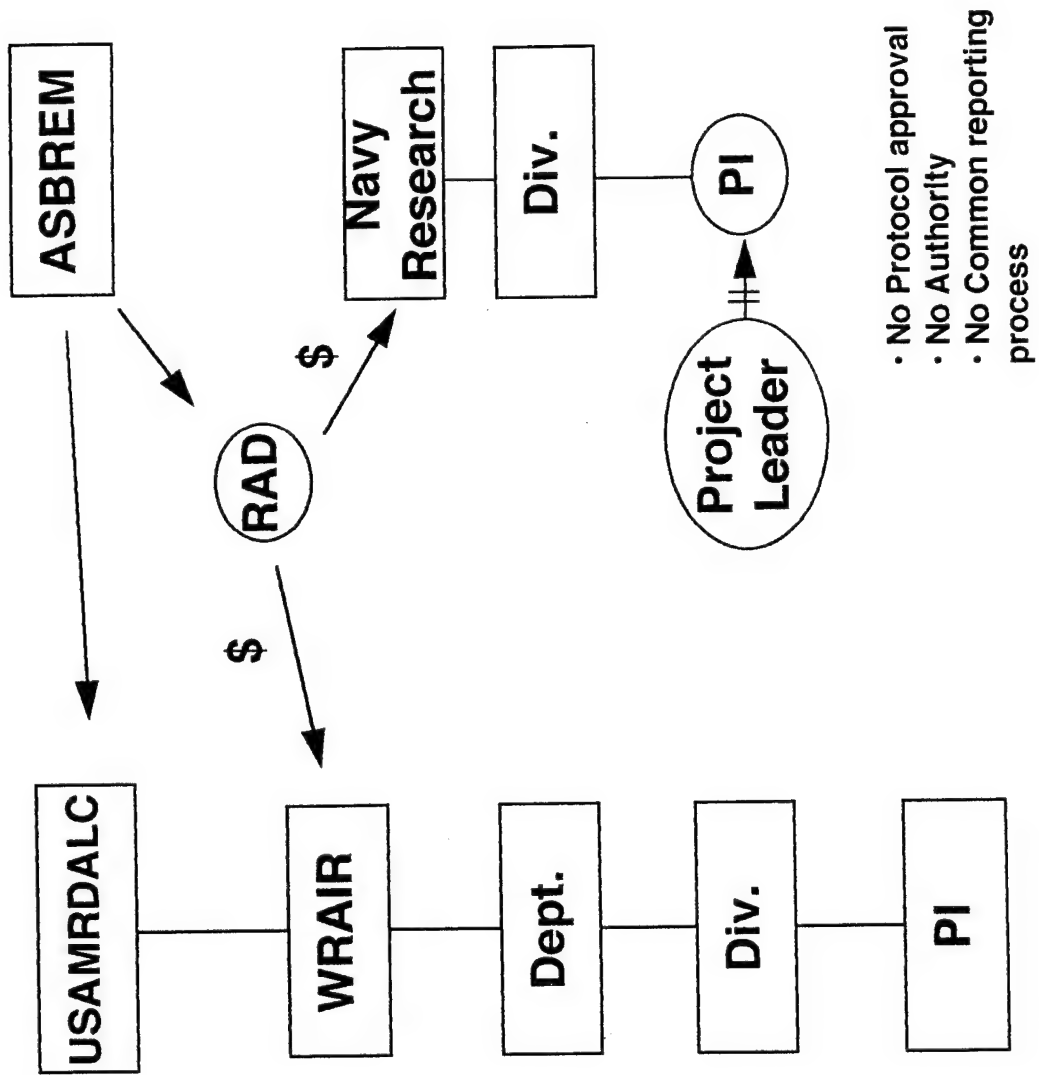 ASBREM
USAMRDALC
RAD
$
$
WRAIR
Navy
Research
Dept.
Div.
Div.
PI
Project
Leader
PI
• No Protocol approval
• No Authority
• No Common reporting
process